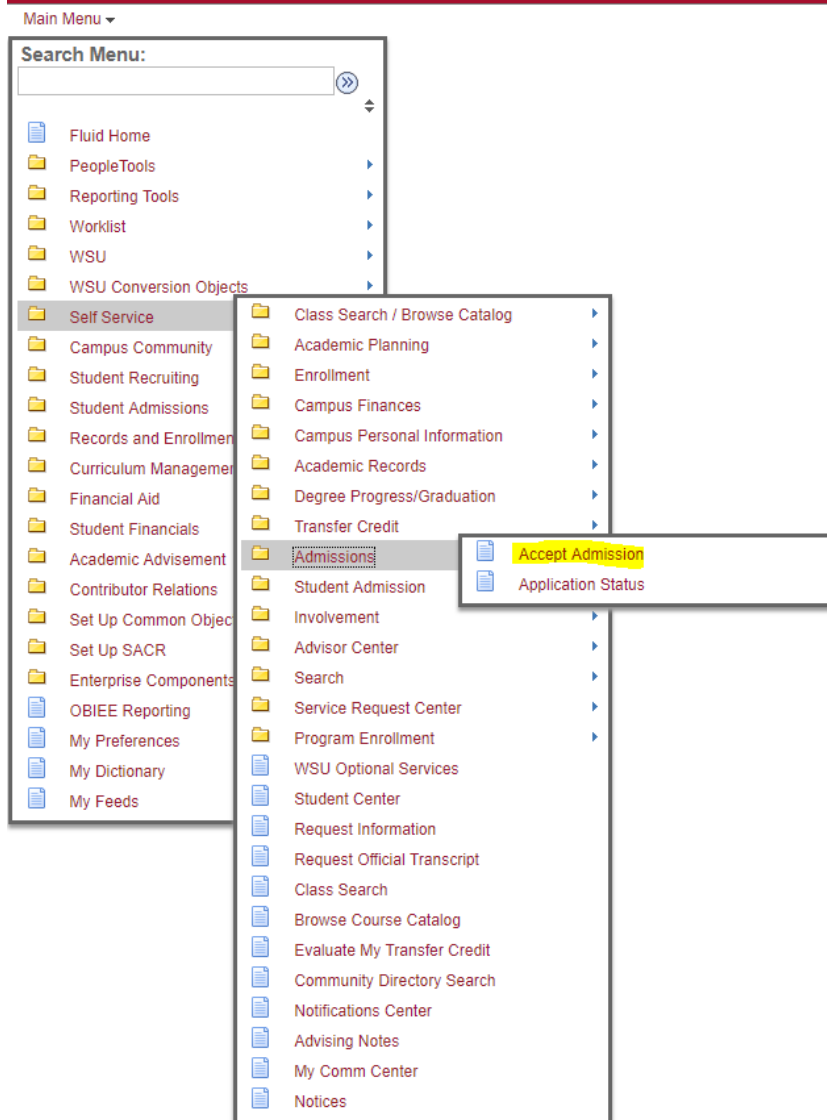 Main Menu
Search Menu:
Fluid Home
PeopleTools
Reporting Tools
Worklist
WSU
WSU Conversion Objects
Self Service
Campus Community
Student Recruiting
Student Admissions
Records and Enrollmen
Curriculum Managemer
Financial Aid
Student Financials
Academic Advisement
Contributor Relations
Set Up Common Objec
Set Up SACR
Enterprise Components
OBIEE Reporting
My Preferences
My Dictionary
My Feeds
Class Search / Browse Catalog
Academic Planning
Enrollment
Campus Finances
Campus Personal Information
Academic Records
Degree Progress/Graduation
Transfer Credit
Admissions
Student Admission
Involvement
Advisor Center
Search
Service Request Center
Program Enrollment
WSU Optional Services
Student Center
Request Information
Request Official Transcript
Class Search
Browse Course Catalog
Evaluate My Transfer Credit
Community Directory Search
Notifications Center
Advising Notes
My Comm Center
Notices
Accept Admission
Application Status